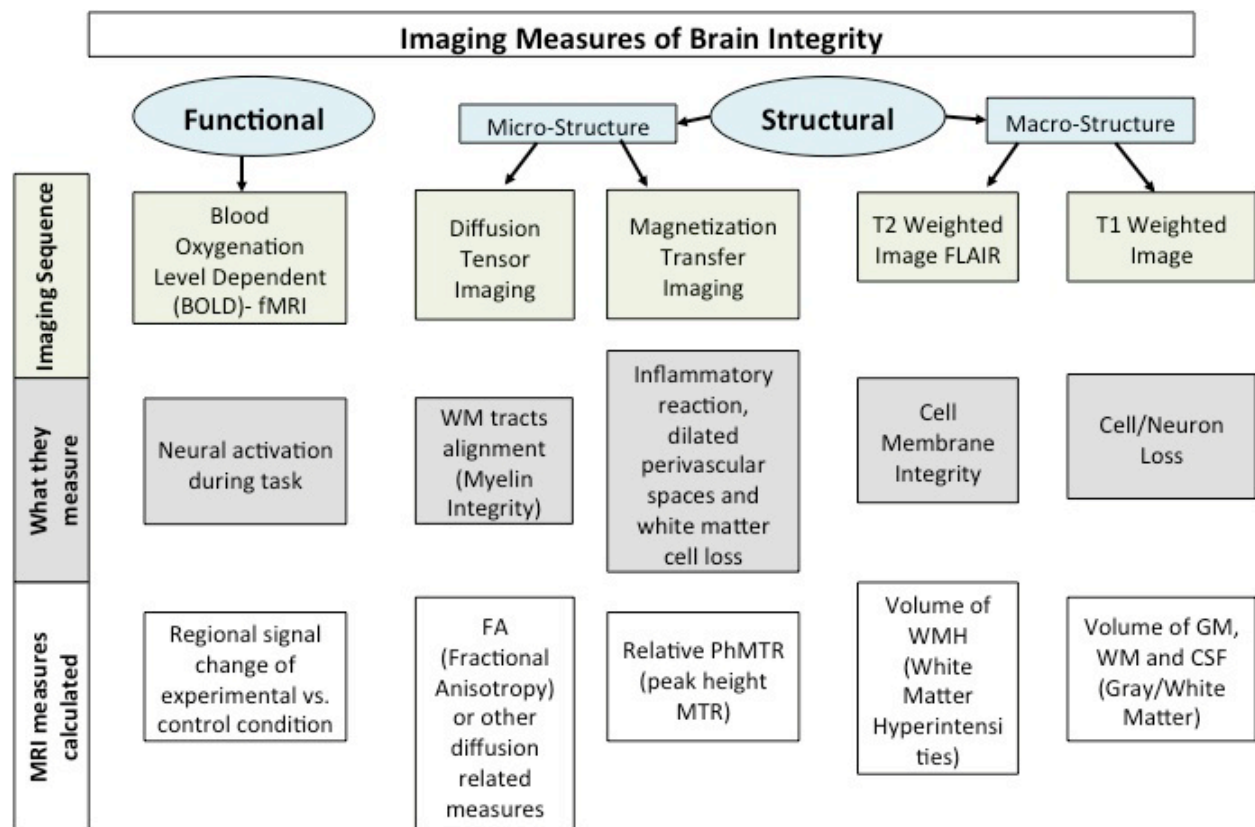 Imaging Measures of Brain Integrity
Functional
Micro-Structure
Structural
Macro-Structure
Imaging Sequence
Blood
Oxygenation
Level Dependent
(BOLD)- fMRI
Diffusion
Tensor
Imaging
Magnetization
Transfer
Imaging
T2 Weighted
Image FLAIR
T1 Weighted
Image
What they
measure
Neural activation
during task
WM tracts
alignment
(Myelin
Integrity)
Inflammatory
reaction,
dilated
perivascular
spaces and
white matter
cell loss
Cell
Membrane
Integrity
Cell/Neuron
Loss
MRI measures
calculated
Regional signal
change of
experimental vs.
control condition
FA
(Fractional
Anisotropy)
or other
diffusion
related
measures
Relative PhMTR
(peak height
MTR)
Volume of
WMH
(White
Matter
Hyperintensi
ties)
Volume of GM,
WM and CSF
(Gray/White
Matter)